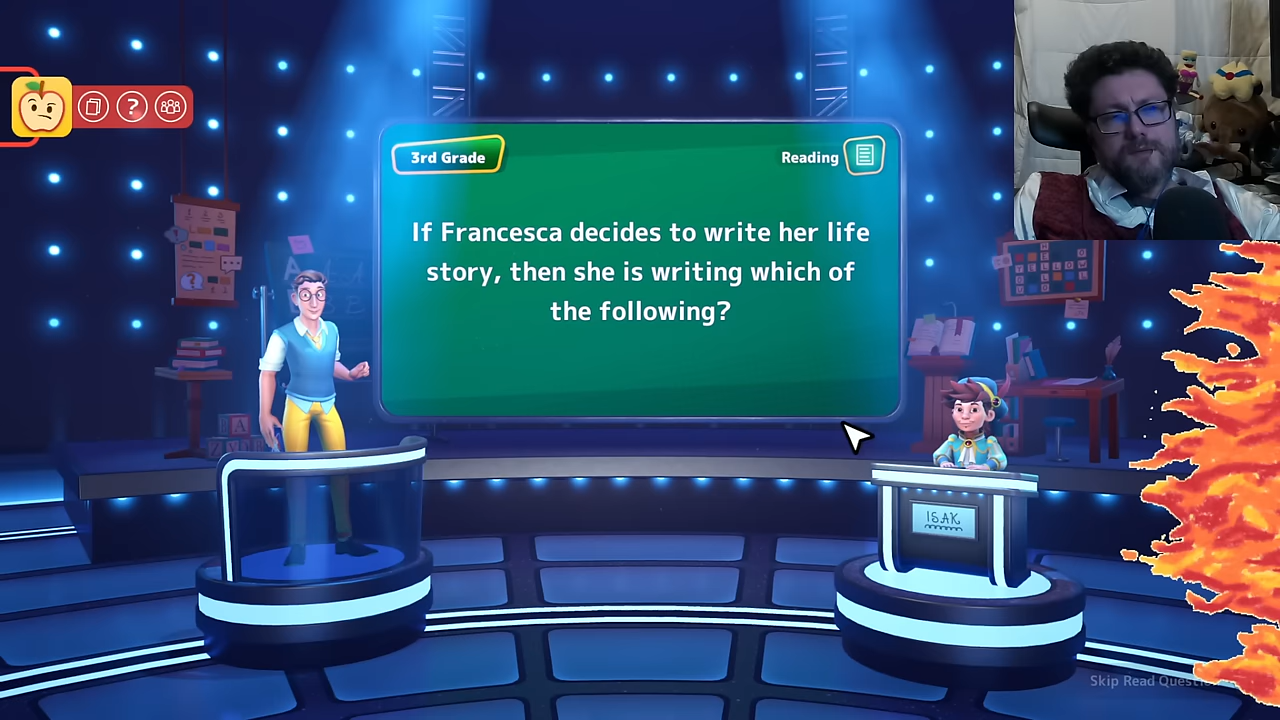 3rd Grade
Reading
If Francesca decides to write her life
story, then she is writing which of
the following?
ISAK